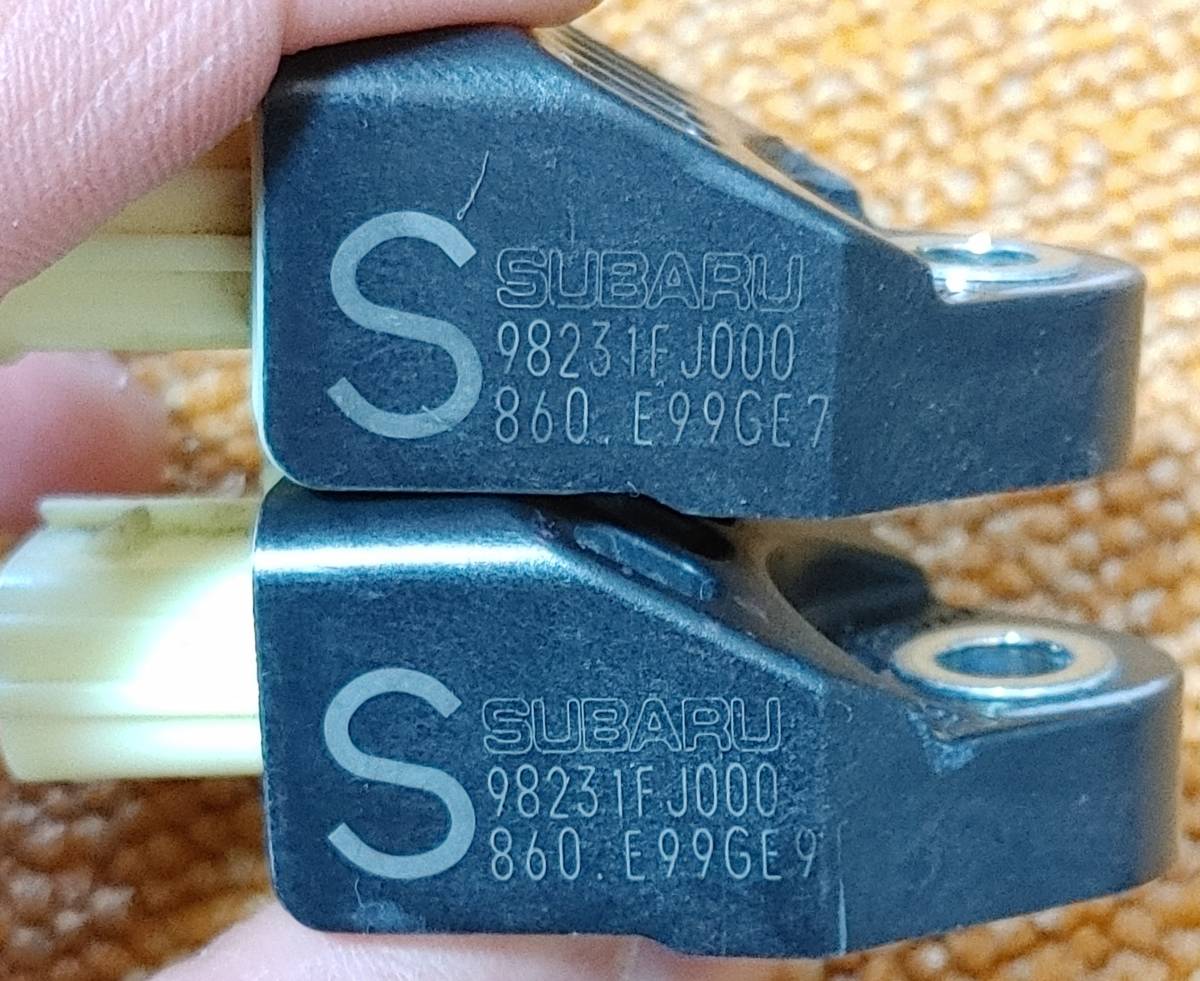 S
SUBARU
98231FJ000
860. E99GE7
S
SUBARU
98231FJ000
860. E99GE9